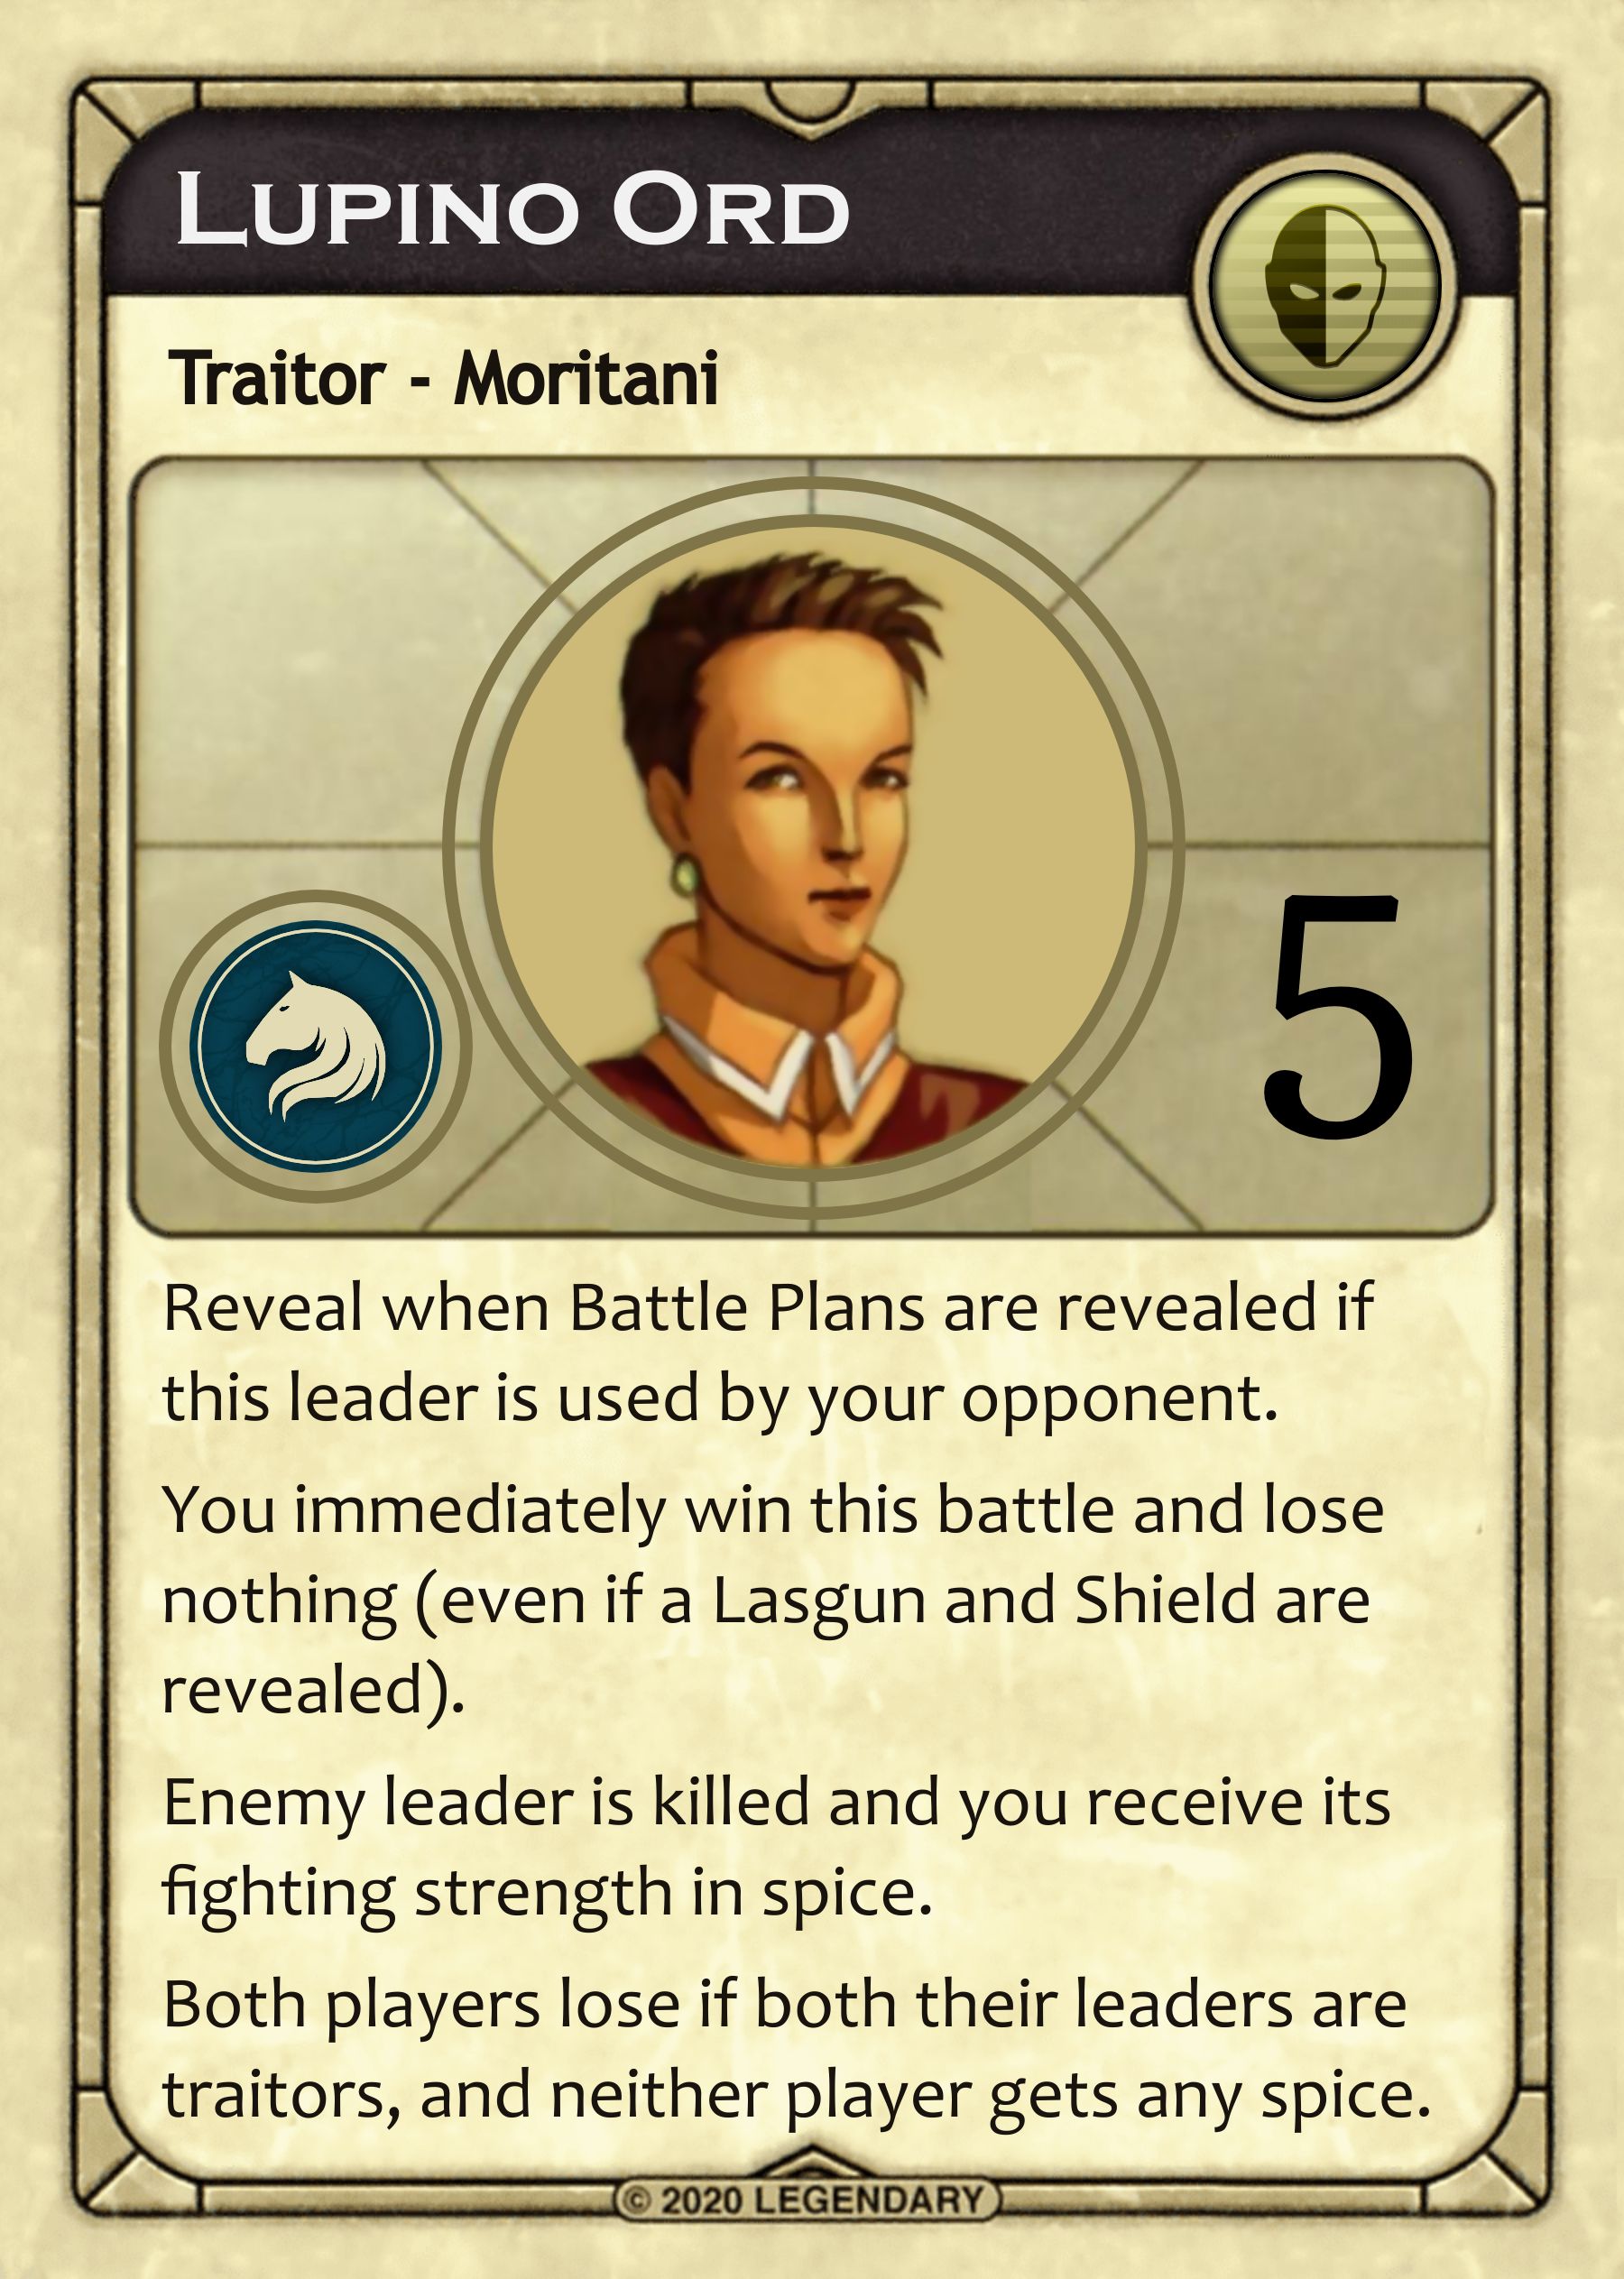 Lupino Ord
Traitor - Moritani
5
Reveal when Battle Plans are revealed if
this leader is used by your opponent.
You immediately win this battle and lose
nothing (even if a Lasgun and Shield are
revealed).
Enemy leader is killed and you receive its
fighting strength in spice.
Both players lose if both their leaders are
traitors, and neither player gets any spice.
© 2020 LEGENDARY